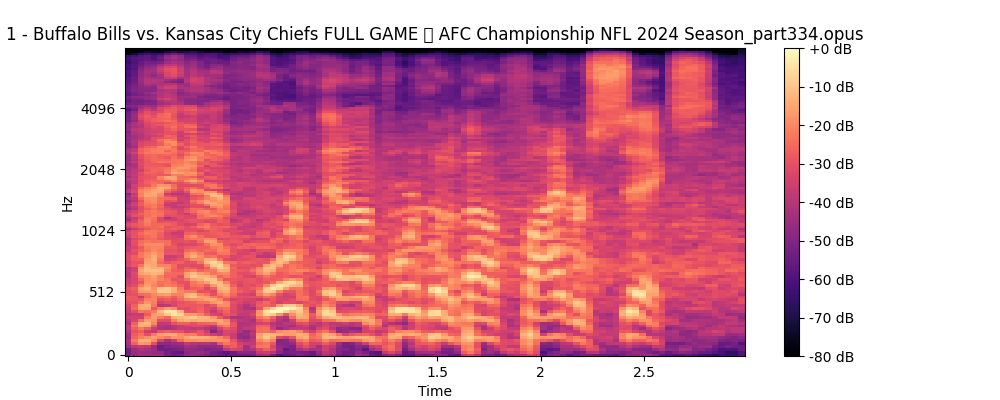 1 - Buffalo Bills vs. Kansas City Chiefs FULL GAME ▯ AFC Championship NFL 2024 Season_part334.opus
+0 dB
-10 dB
-20 dB
-30 dB
-40 dB
-50 dB
-60 dB
-70 dB
-80 dB
4096
2048
1024
512
0
Hz
0
0.5
1
1.5
2
2.5
Time